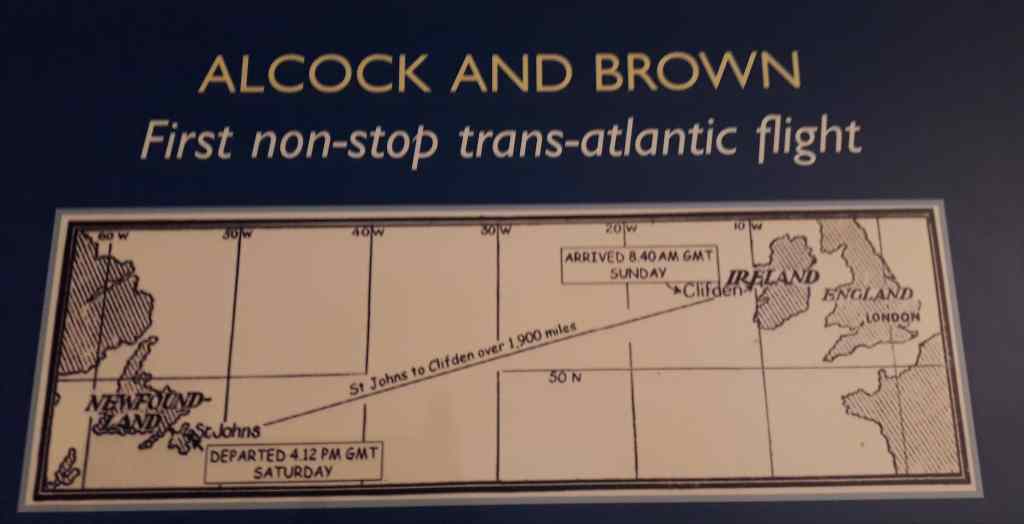 ALCOCK AND BROWN
First non-stop trans-atlantic flight
60 W 50 W 40 W 30 W 20 W 10 W
ARRIVED 8.40 AM GMT
SUNDAY
Clifden
IRELAND
ENGLAND
LONDON
St Johns to Clifden over 1,900 miles
50 N
NEWFOUND-
LAND
St Johns
DEPARTED 4.12 PM GMT
SATURDAY